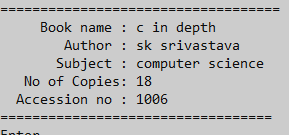 ===================================
Book name : c in depth
Author : sk srivastava
Subject : computer science
No of Copies: 18
Accession no : 1006
==================================